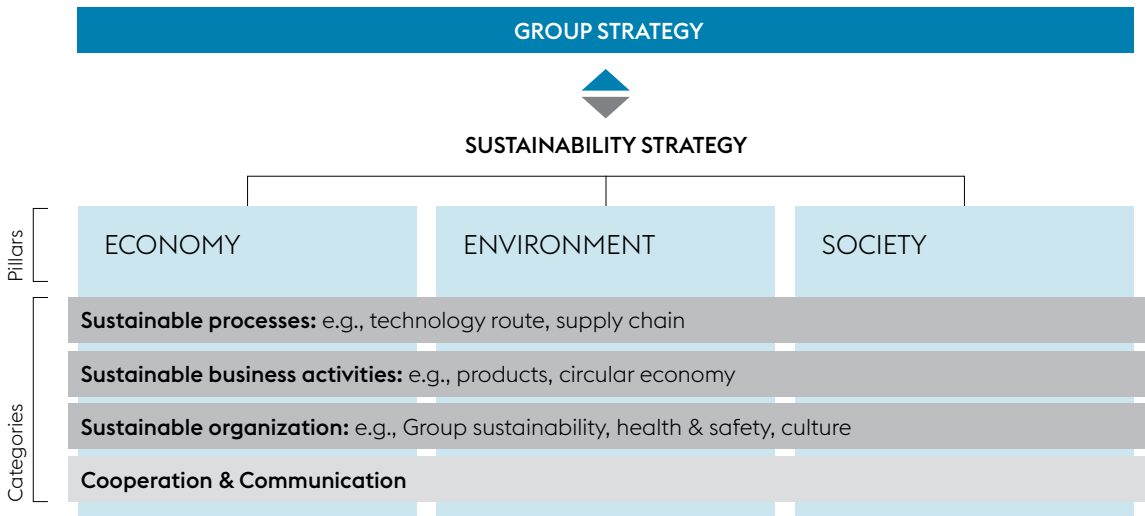 GROUP STRATEGY
SUSTAINABILITY STRATEGY
Pillars
ECONOMY
ENVIRONMENT
SOCIETY
Categories
Sustainable processes: e.g., technology route, supply chain
Sustainable business activities: e.g., products, circular economy
Sustainable organization: e.g., Group sustainability, health & safety, culture
Cooperation & Communication